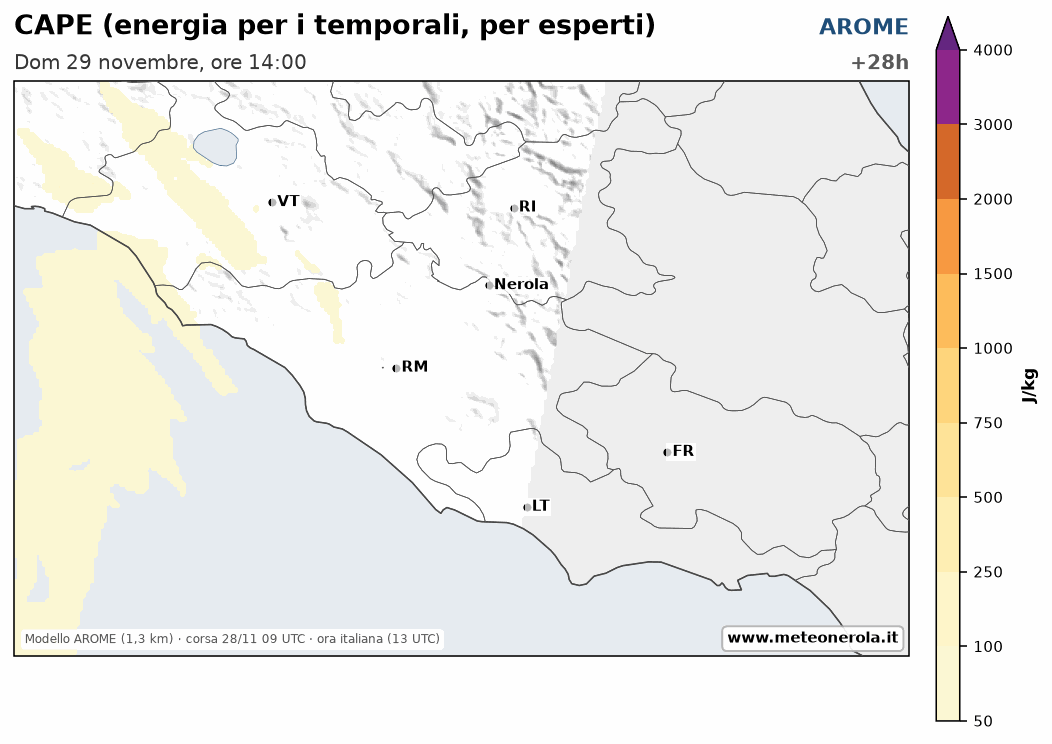 CAPE (energia per i temporali, per esperti)
AROME
Dom 29 novembre, ore 14:00
+28h
VT
RI
Nerola
RM
FR
LT
Modello AROME (1,3 km) · corsa 28/11 09 UTC · ora italiana (13 UTC)
www.meteonerola.it
4000
3000
2000
1500
1000
750
500
250
100
50
J/kg